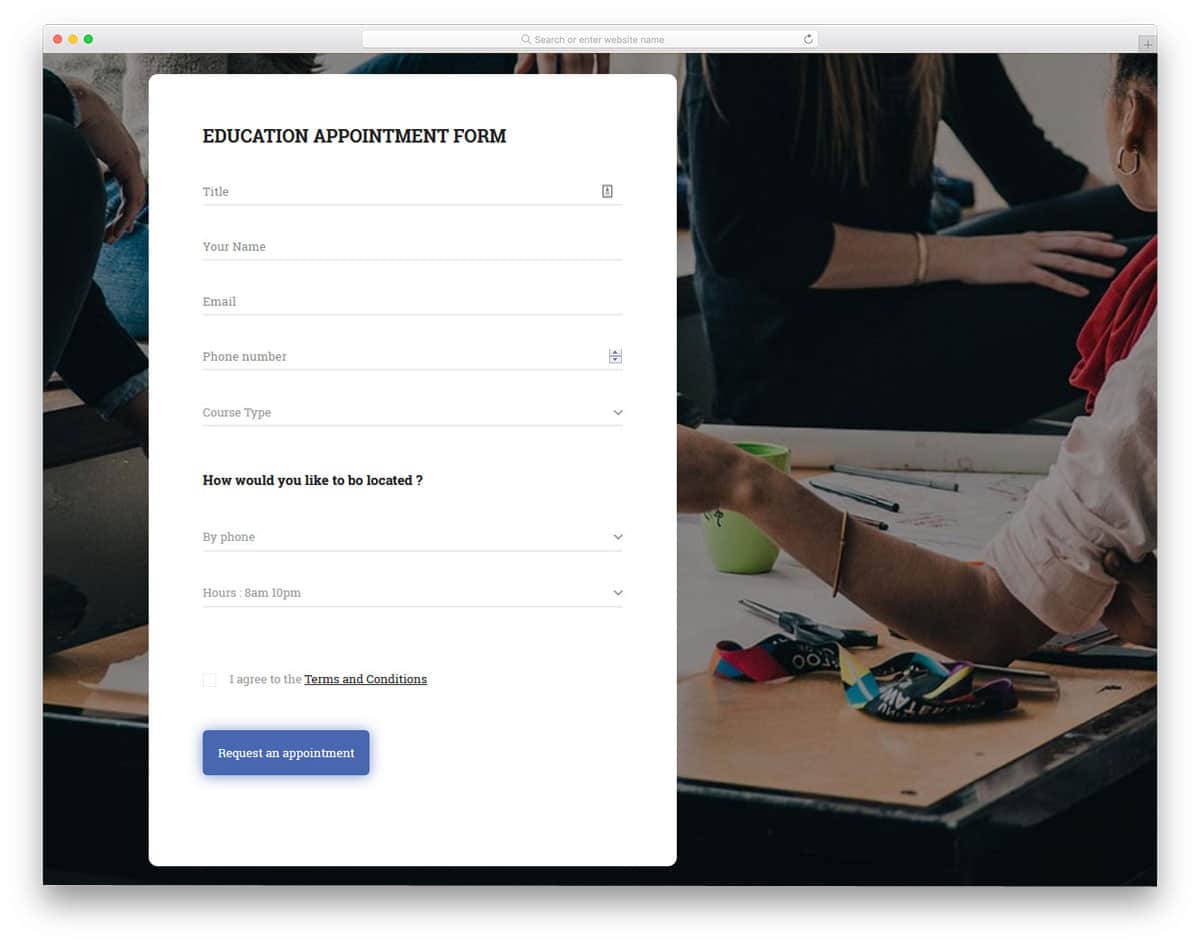 Search or enter website name
EDUCATION APPOINTMENT FORM
Title
Your Name
Email
Phone number
Course Type
How would you like to bo located ?
By phone
Hours : 8am 10pm
I agree to the Terms and Conditions
Request an appointment